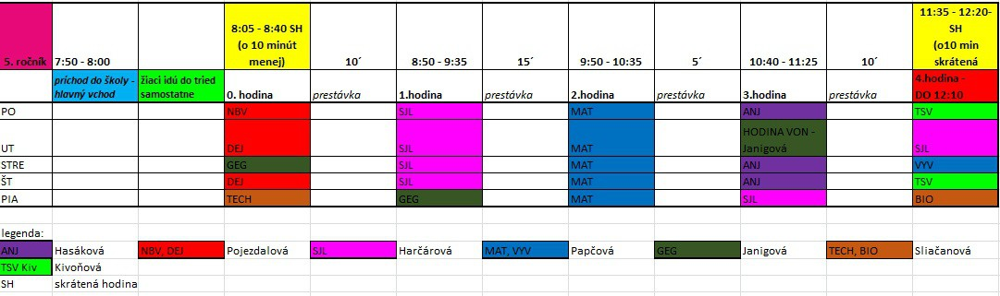 5. ročník 7:50 - 8:00 8:05 - 8:40 SH (o 10 minút menej) 10´ 8:50 - 9:35 15´ 9:50 - 10:35 5´ 10:40 - 11:25 10´ 11:35 - 12:20- SH (o10 min skrátená
príchod do školy - hlavný vchod žiaci idú do tried samostatne 0. hodina prestávka 1.hodina prestávka 2.hodina prestávka 3.hodina prestávka 4.hodina - DO 12:10
PO NBV SJL MAT ANJ TSV
UT DEJ SJL MAT HODINA VON - Janigová SJL
STRE GEG SJL MAT ANJ VYV
ŠT DEJ SJL MAT ANJ TSV
PIA TECH GEG MAT SJL BIO
legenda:
ANJ Hasáková NBV, DEJ Pojezdalová SJL Harčárová MAT, VYV Papčová GEG Janigová TECH, BIO Sliačanová
TSV Kiv Kivoňová
SH skrátená hodina